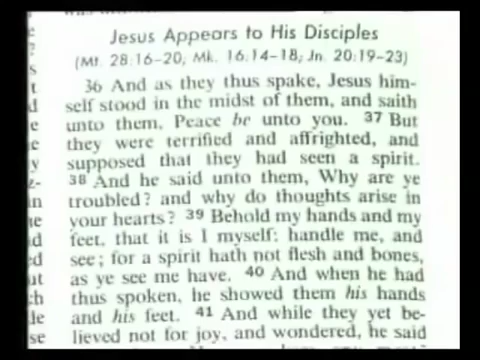 Jesus Appears to His Disciples
(Mt. 28:16-20; Mk. 16:14-18; Jn. 20:19-23)
36 And as they thus spake, Jesus him-
self stood in the midst of them, and saith
unto them, Peace be unto you. 37 But
they were terrified and affrighted, and
supposed that they had seen a spirit.
38 And he said unto them, Why are ye
troubled? and why do thoughts arise in
your hearts? 39 Behold my hands and my
feet, that it is I myself: handle me, and
see; for a spirit hath not flesh and bones,
as ye see me have. 40 And when he had
thus spoken, he showed them his hands
and his feet. 41 And while they yet be-
lieved not for joy, and wondered, he said